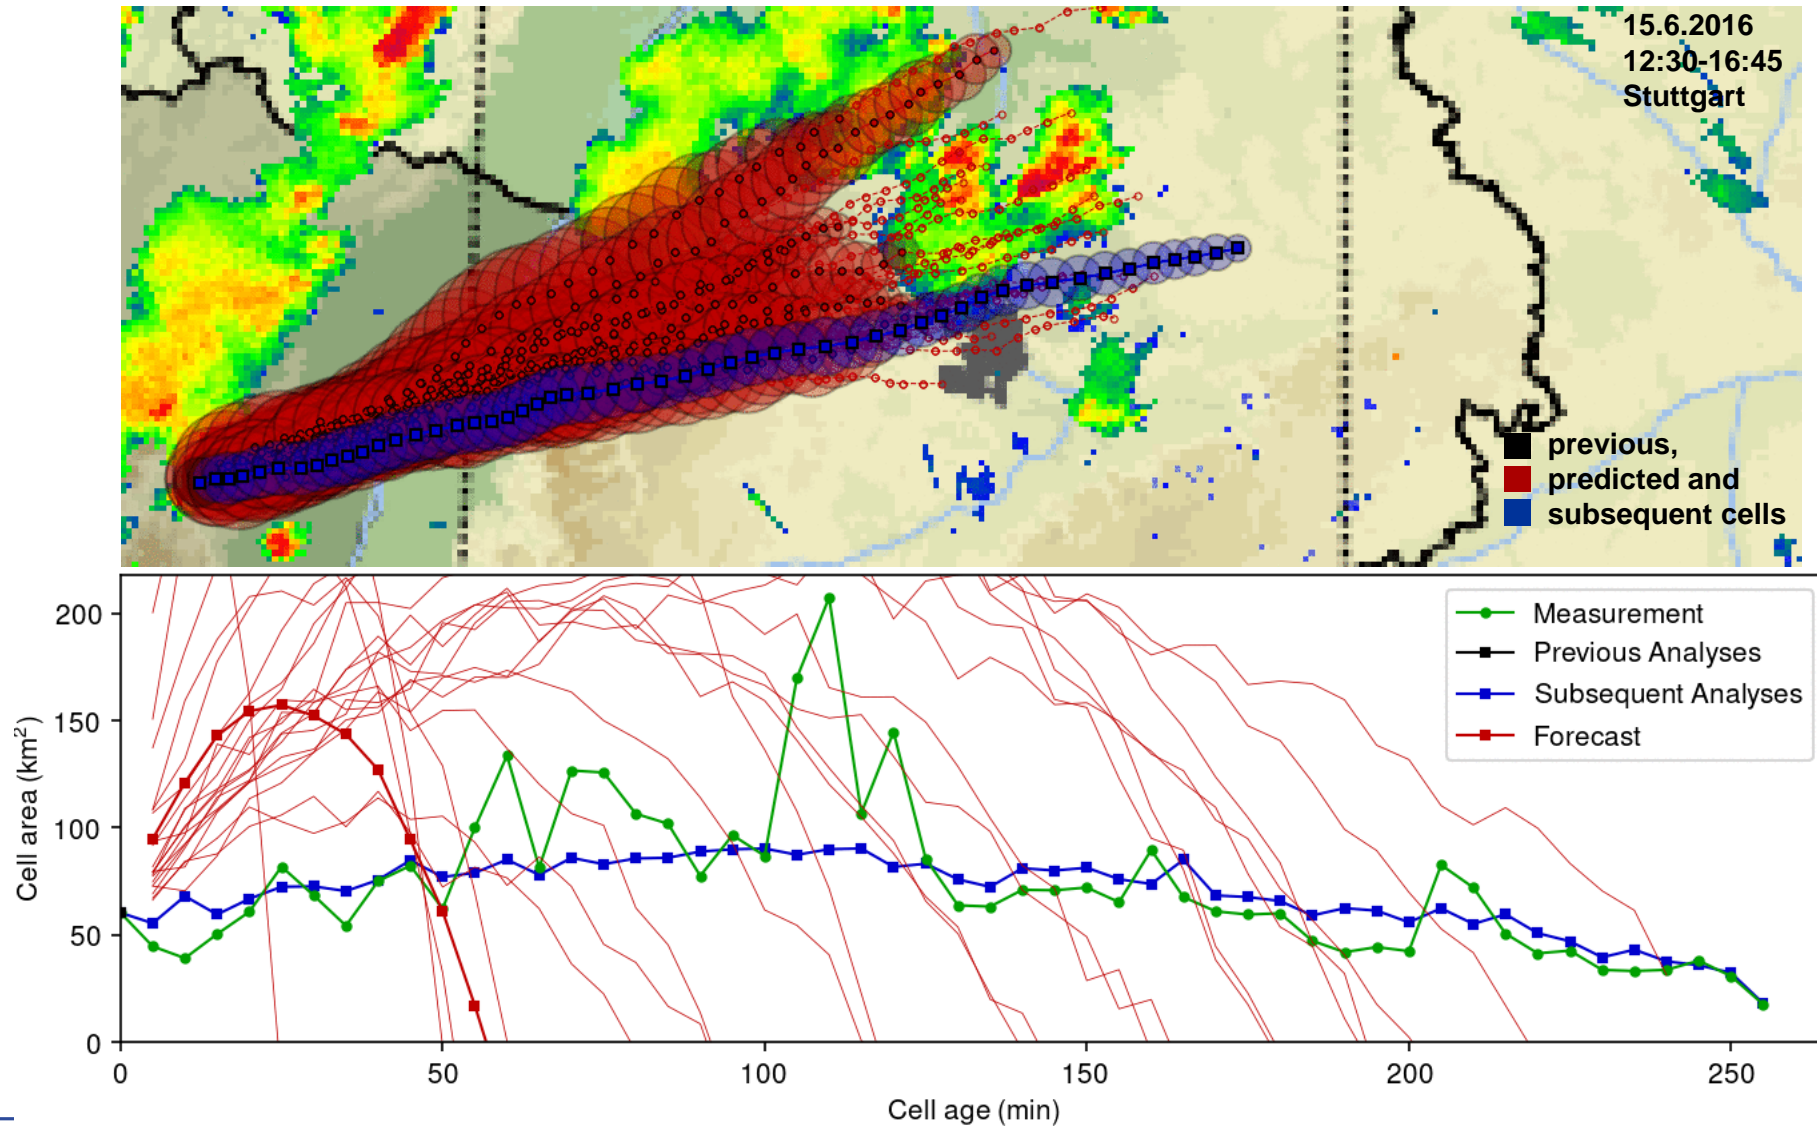 15.6.2016
12:30-16:45
Stuttgart
previous,
predicted and
subsequent cells
200
150
100
50
0
Cell area (km²)
Measurement
Previous Analyses
Subsequent Analyses
Forecast
0 50 100 150 200 250
Cell age (min)